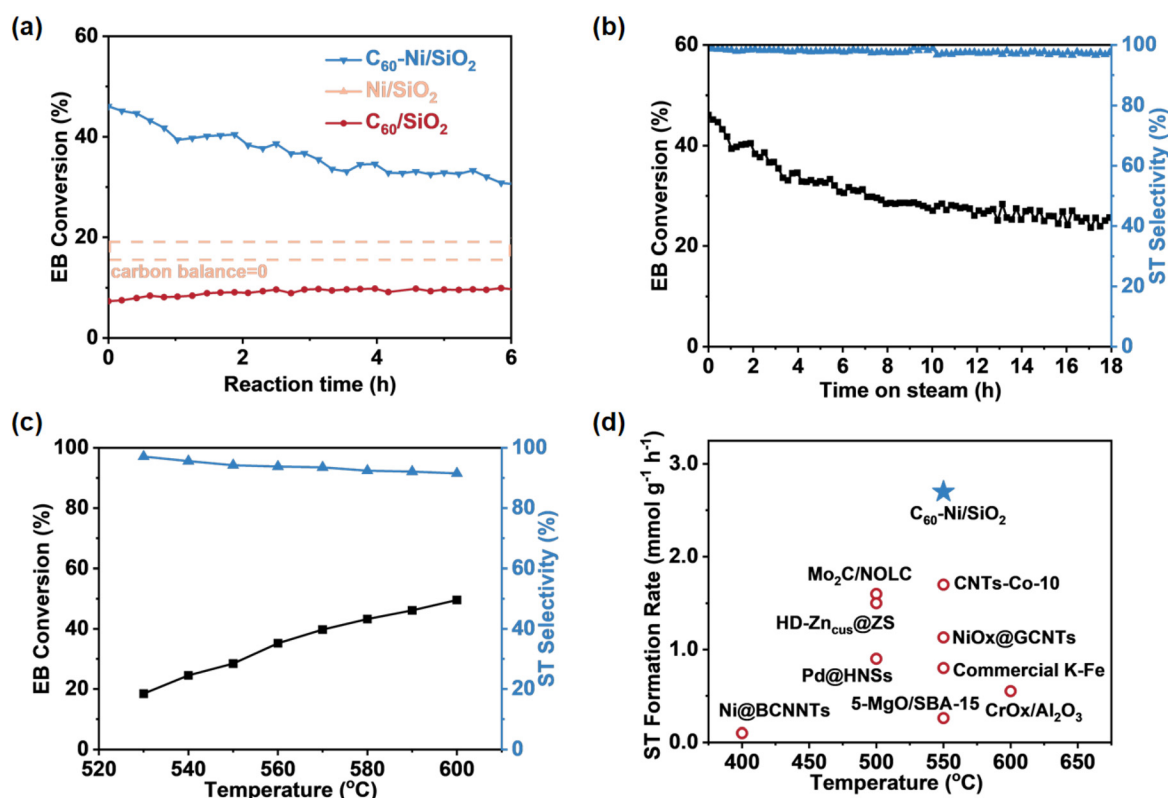 (a)
60
40
20
0
EB Conversion (%)
C₆₀-Ni/SiO₂
Ni/SiO₂
C₆₀/SiO₂
carbon balance=0
0
2
4
6
Reaction time (h)
(b)
60
40
20
0
EB Conversion (%)
100
80
60
40
20
0
ST Selectivity (%)
0
2
4
6
8
10
12
14
16
18
Time on steam (h)
(c)
100
80
60
40
20
0
EB Conversion (%)
100
80
60
40
20
0
ST Selectivity (%)
520
540
560
580
600
Temperature (°C)
(d)
3.0
2.0
1.0
0.0
ST Formation Rate (mmol g⁻¹ h⁻¹)
C₆₀-Ni/SiO₂
Mo₂C/NOLC
CNTs-Co-10
HD-Zn꜀ᵤₛ@ZS
NiOx@GCNTs
Pd@HNSs
Commercial K-Fe
5-MgO/SBA-15
Ni@BCNNTs
CrOx/Al₂O₃
400
450
500
550
600
650
Temperature (°C)